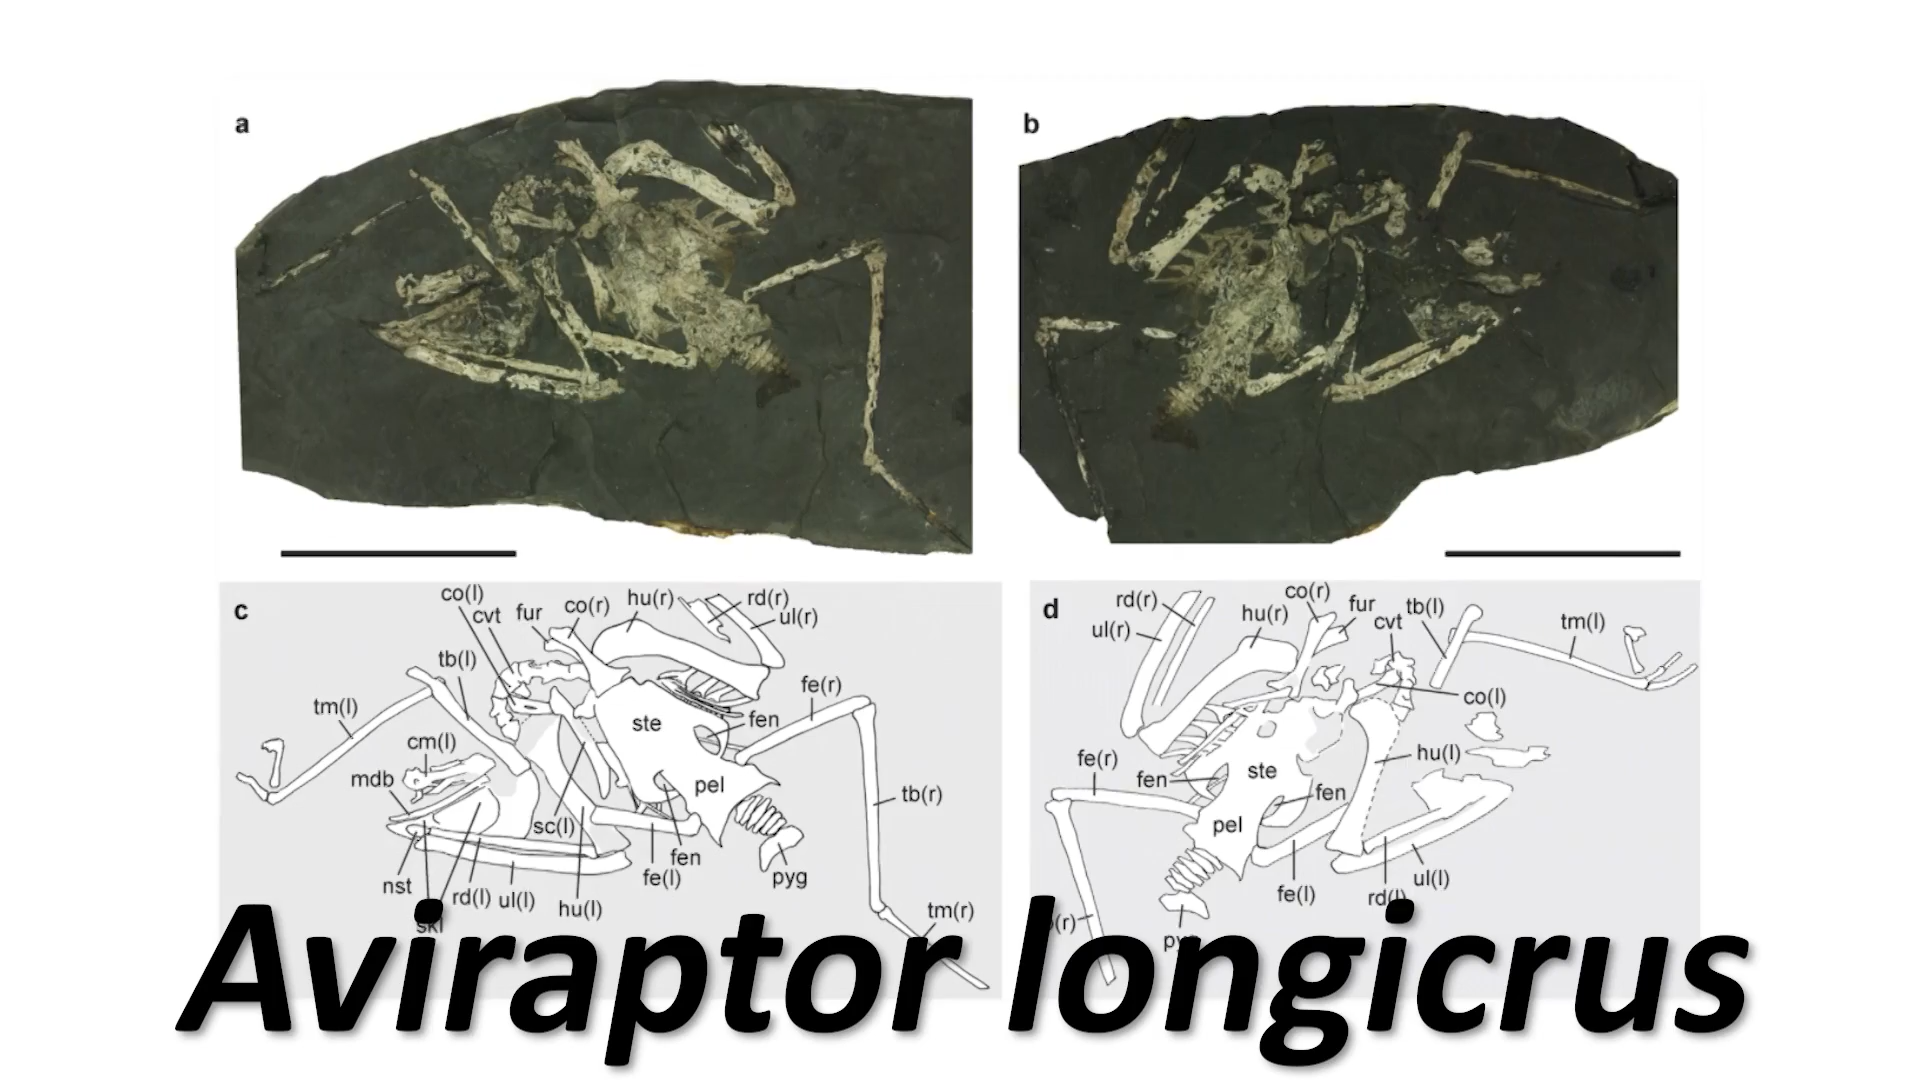 a
b
c
co(l)
cvt
fur
co(r)
hu(r)
rd(r)
ul(r)
tb(l)
tm(l)
fe(r)
ste
fen
cm(l)
mdb
pel
tb(r)
sc(l)
fen
fe(l)
pyg
nst
rd(l)
ul(l)
hu(l)
skl
tm(r)
d
rd(r)
ul(r)
hu(r)
co(r)
fur
cvt
tb(l)
tm(l)
co(l)
fe(r)
fen
ste
hu(l)
fen
pel
ul(l)
fe(l)
rd(l)
Aviraptor longicrus